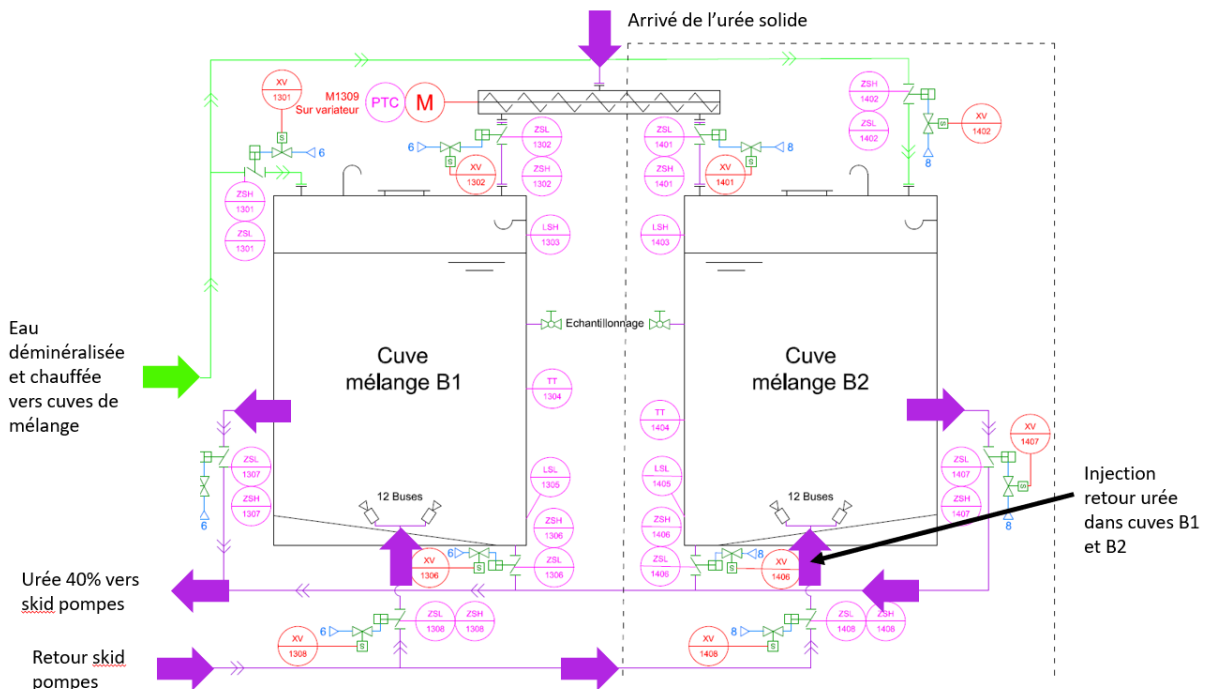 Arrivé de l'urée solide
XV
1301
M1309
Sur variateur
PTC
M
ZSH
1402
ZSL
1402
XV
1402
8
6
6
ZSL
1302
ZSH
1302
XV
1302
ZSL
1401
ZSH
1401
XV
1401
8
ZSH
1301
ZSL
1301
LSH
1303
LSH
1403
Echantillonnage
Eau
déminéralisée
et chauffée
vers cuves de
mélange
Cuve
mélange B1
Cuve
mélange B2
TT
1304
TT
1404
XV
1407
ZSL
1307
ZSH
1307
6
LSL
1305
LSL
1405
ZSL
1407
ZSH
1407
8
12 Buses
12 Buses
Injection
retour urée
dans cuves B1
et B2
ZSH
1306
ZSL
1306
XV
1306
6
ZSH
1406
ZSL
1406
XV
1406
8
Urée 40% vers
skid pompes
ZSL
1308
ZSH
1308
XV
1308
6
ZSL
1408
ZSH
1408
XV
1408
8
Retour skid
pompes